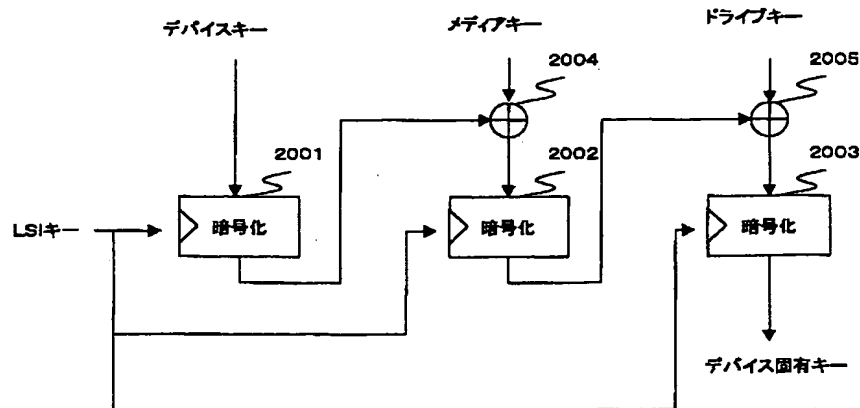 デバイスキー
メディアキー
ドライブキー
2004
2005
2001
2002
2003
LSIキー
暗号化
暗号化
暗号化
デバイス固有キー